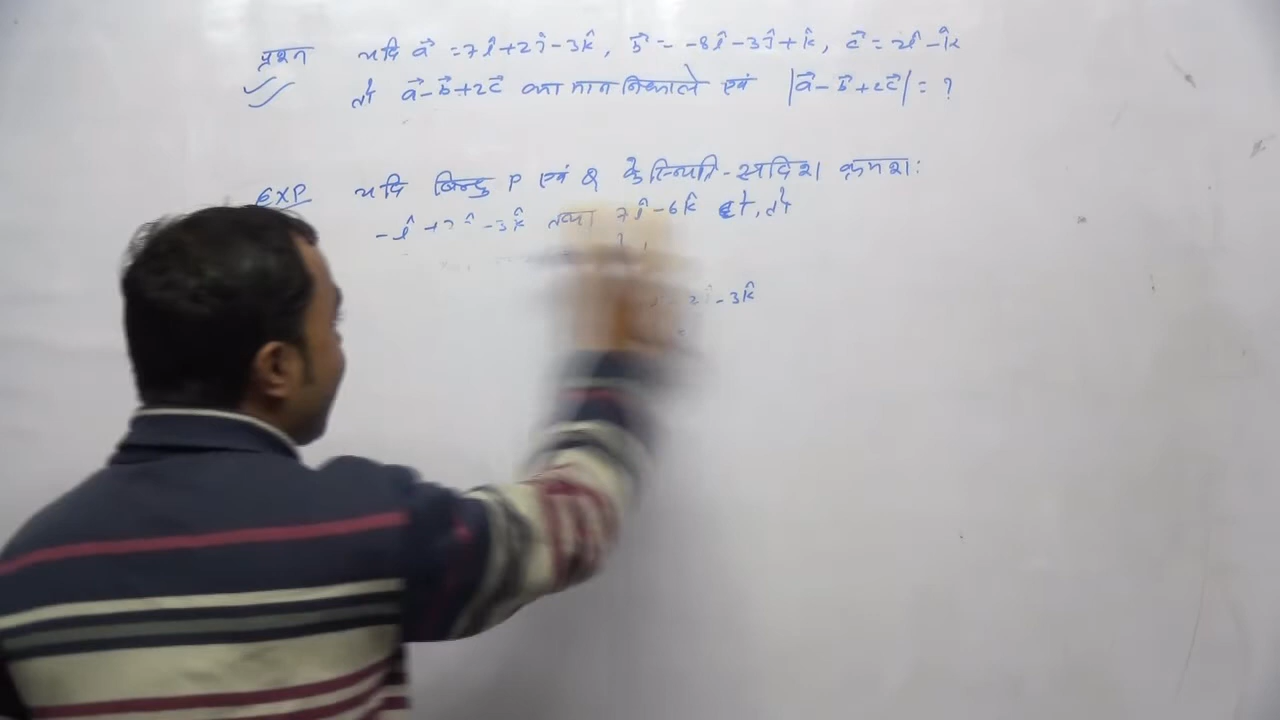 प्रश्न यदि a⃗ = 7î + 2ĵ - 3k̂, b⃗ = -8î - 3ĵ + k̂, c⃗ = 2î - k̂
तो a⃗ - b⃗ + 2c⃗ का मान निकाले एवं |a⃗ - b⃗ + 2c⃗| = ?
EXP यदि बिन्दु P एवं Q के स्थिति-सदिश क्रमशः
-î + 2ĵ - 3k̂ तथा 7î - 6k̂ हो, तो
- 3k̂